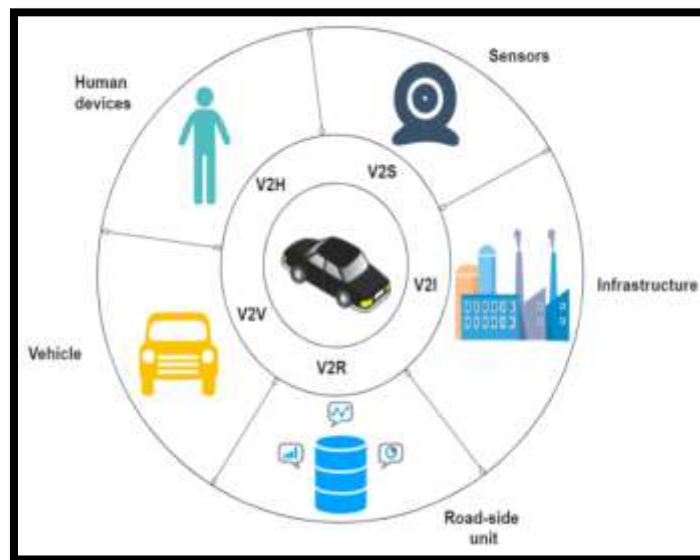 Sensors
Human
devices
V2H
V2S
V2I
Infrastructure
V2V
V2R
Vehicle
Road-side
unit